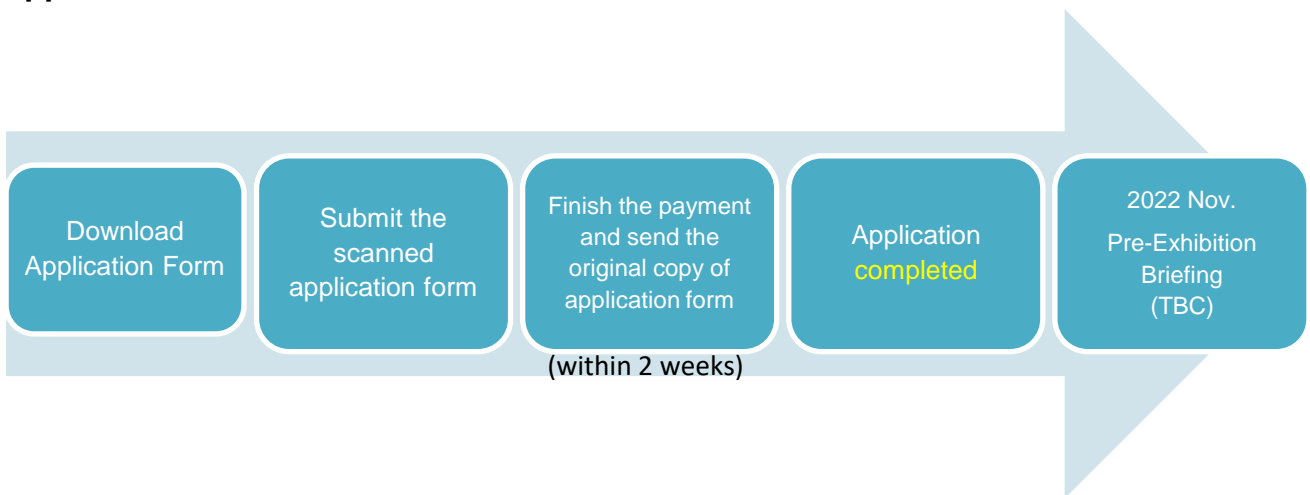 Download
Application Form
Submit the
scanned
application form
Finish the payment
and send the
original copy of
application form
(within 2 weeks)
Application
completed
2022 Nov.
Pre-Exhibition
Briefing
(TBC)